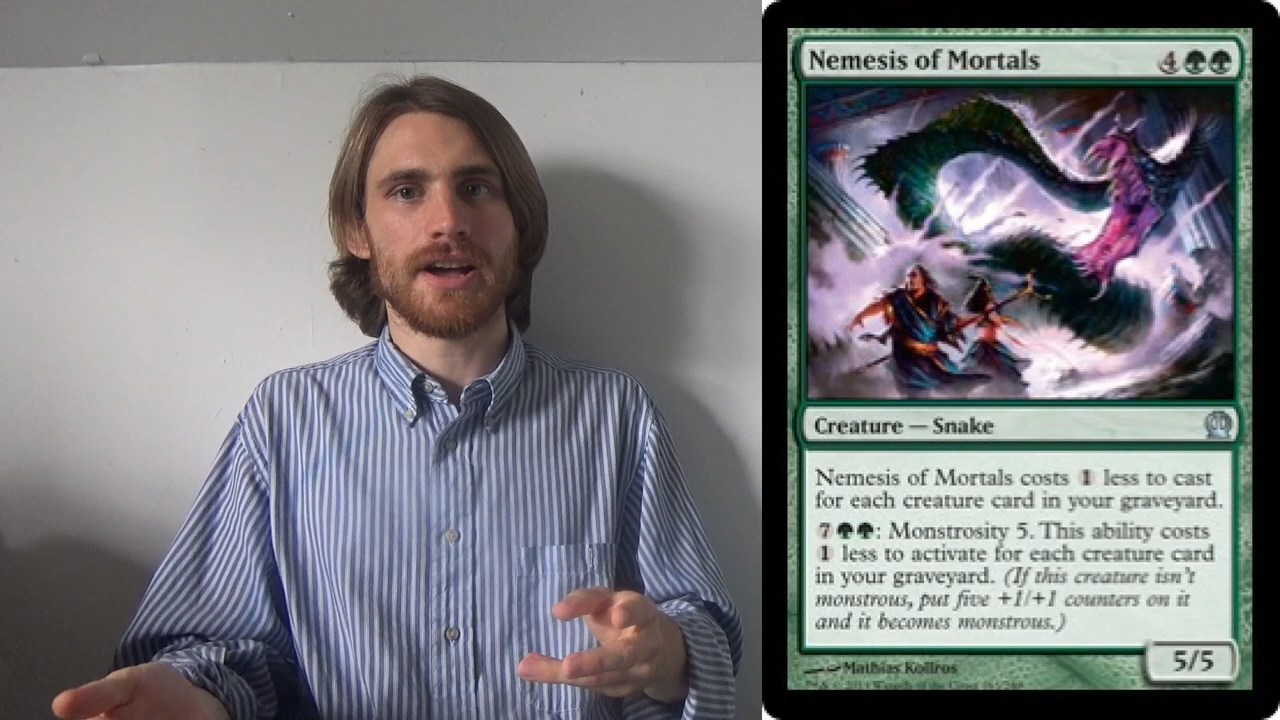 Nemesis of Mortals 4
Creature — Snake
Nemesis of Mortals costs 1 less to cast
for each creature card in your graveyard.
7 : Monstrosity 5. This ability costs
1 less to activate for each creature card
in your graveyard. (If this creature isn't
monstrous, put five +1/+1 counters on it
and it becomes monstrous.)
5/5
Mathias Kollros